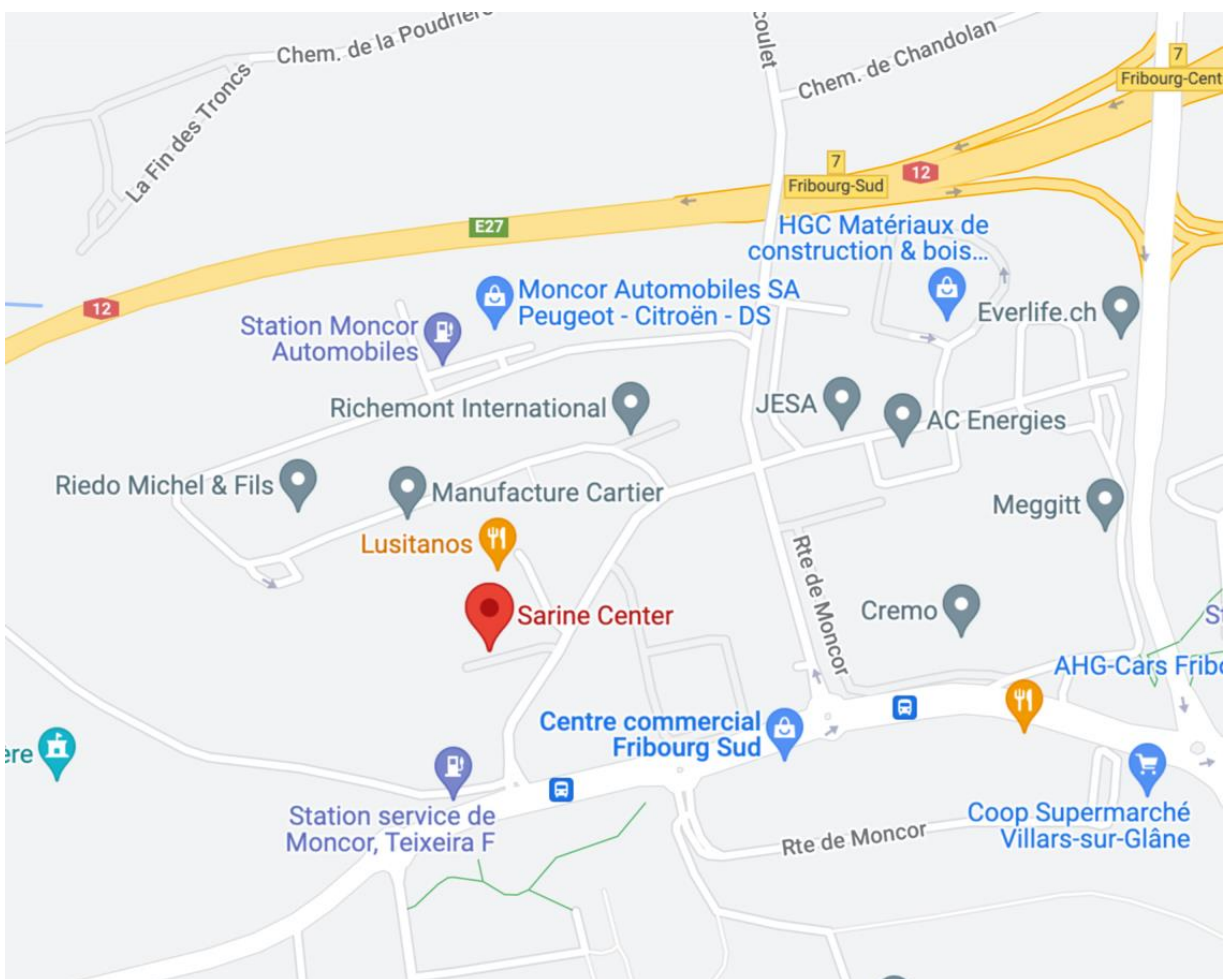 Chem. de la Poudrière
coulet
Chem. de Chandolan
7
Fribourg-Cent
La Fin des Troncs
7
Fribourg-Sud
12
E27
HGC Matériaux de
construction & bois...
12
Moncor Automobiles SA
Peugeot - Citroën - DS
Station Moncor
Automobiles
Everlife.ch
Richemont International
JESA
AC Energies
Riedo Michel & Fils
Manufacture Cartier
Meggitt
Lusitanos
Rte de Moncor
Sarine Center
Cremo
St
AHG-Cars Fribo
Centre commercial
Fribourg Sud
ere
Station service de
Moncor, Teixeira F
Coop Supermarché
Villars-sur-Glâne
Rte de Moncor